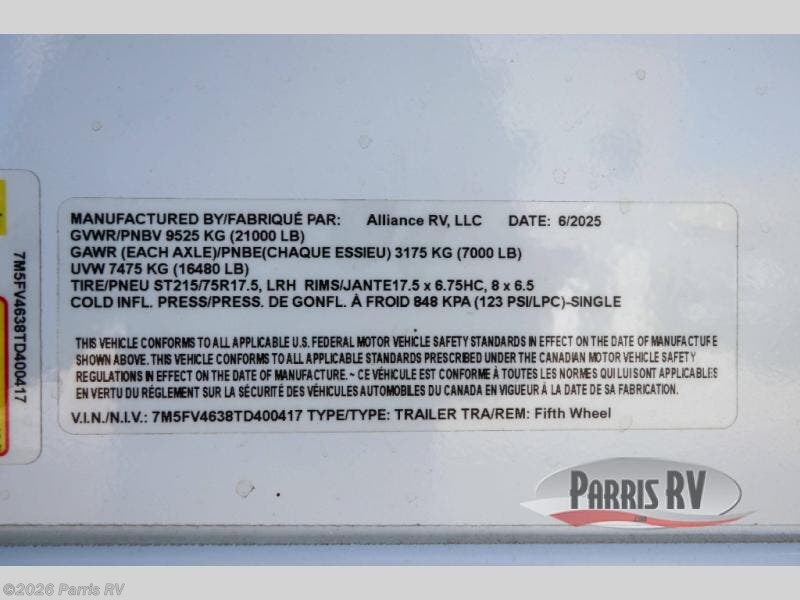 MANUFACTURED BY/FABRIQUÉ PAR: Alliance RV, LLC DATE: 6/2025
GVWR/PNBV 9525 KG (21000 LB)
GAWR (EACH AXLE)/PNBE(CHAQUE ESSIEU) 3175 KG (7000 LB)
UVW 7475 KG (16480 LB)
TIRE/PNEU ST215/75R17.5, LRH RIMS/JANTE17.5 x 6.75HC, 8 x 6.5
COLD INFL. PRESS/PRESS. DE GONFL. À FROID 848 KPA (123 PSI/LPC)-SINGLE
THIS VEHICLE CONFORMS TO ALL APPLICABLE U.S. FEDERAL MOTOR VEHICLE SAFETY STANDARDS IN EFFECT ON THE DATE OF MANUFACTURE
SHOWN ABOVE. THIS VEHICLE CONFORMS TO ALL APPLICABLE STANDARDS PRESCRIBED UNDER THE CANADIAN MOTOR VEHICLE SAFETY
REGULATIONS IN EFFECT ON THE DATE OF MANUFACTURE. ~ CE VÉHICULE EST CONFORME À TOUTES LES NORMES QUI LUI SONT APPLICABLES
EN VERTU DU RÉGLEMENT SUR LA SÉCURITÉ DES VÉHICULES AUTOMOBILES DU CANADA EN VIGUEUR À LA DATE DE SA FABRICATION.
V.I.N./N.I.V.: 7M5FV4638TD400417 TYPE/TYPE: TRAILER TRA/REM: Fifth Wheel
7M5FV4638TD400417
PARRIS RV
©2026 Parris RV